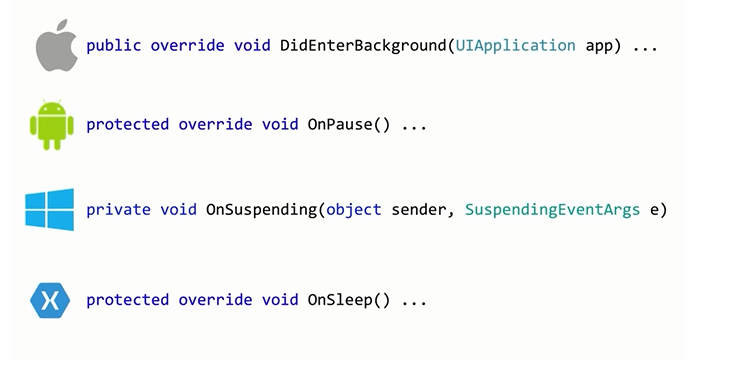 public override void DidEnterBackground(UIApplication app) ...
protected override void OnPause() ...
private void OnSuspending(object sender, SuspendingEventArgs e)
protected override void OnSleep() ...